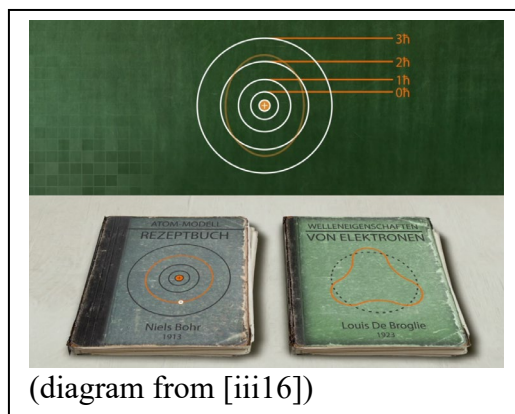 3ħ
2ħ
1ħ
0ħ
ATOM-MODELL
REZEPTBUCH
Niels Bohr
1913
WELLENEIGENSCHAFTEN
VON ELEKTRONEN
Louis De Broglie
1923
(diagram from [iii16])